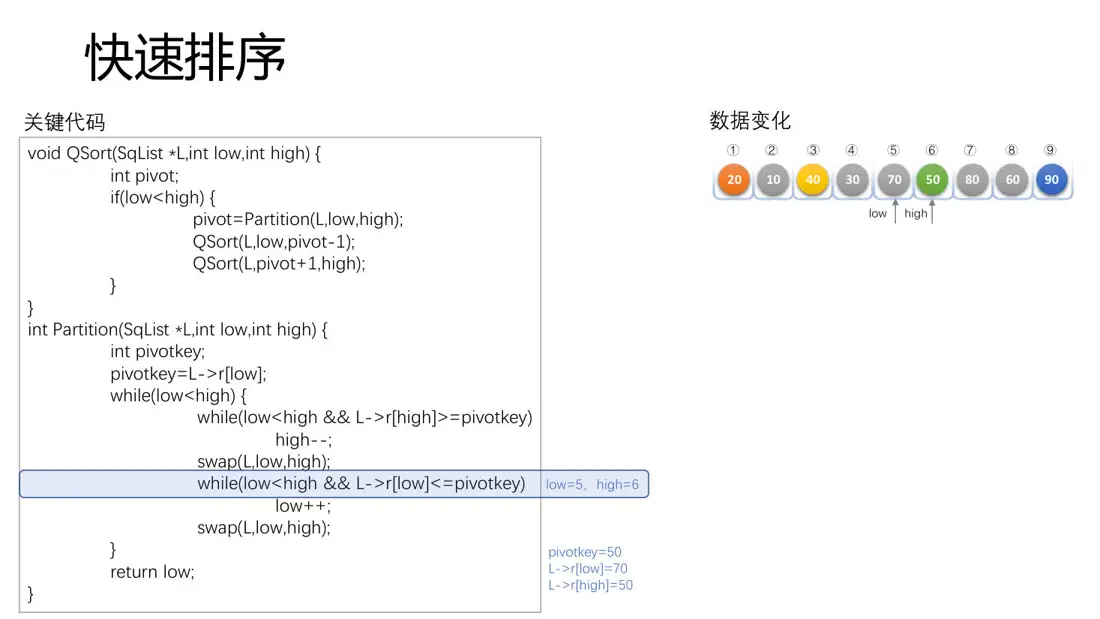 快速排序
关键代码
void QSort(SqList *L,int low,int high) {
int pivot;
if(low<high) {
pivot=Partition(L,low,high);
QSort(L,low,pivot-1);
QSort(L,pivot+1,high);
}
}
int Partition(SqList *L,int low,int high) {
int pivotkey;
pivotkey=L->r[low];
while(low<high) {
while(low<high && L->r[high]>=pivotkey)
high--;
swap(L,low,high);
while(low<high && L->r[low]<=pivotkey) low=5, high=6
low++;
swap(L,low,high);
}
return low;
}
pivotkey=50
L->r[low]=70
L->r[high]=50
数据变化
① ② ③ ④ ⑤ ⑥ ⑦ ⑧ ⑨
20 10 40 30 70 50 80 60 90
low high